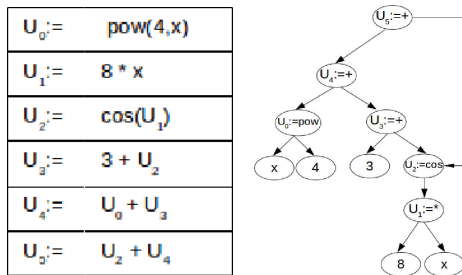 U₀:= pow(4,x)
U₁:= 8 * x
U₂:= cos(U₁)
U₃:= 3 + U₂
U₄:= U₀ + U₃
U₅:= U₂ + U₄
U₅:=+
U₄:=+
U₀:=pow
U₃:=+
x
4
3
U₂:=cos
U₁:=*
8
x